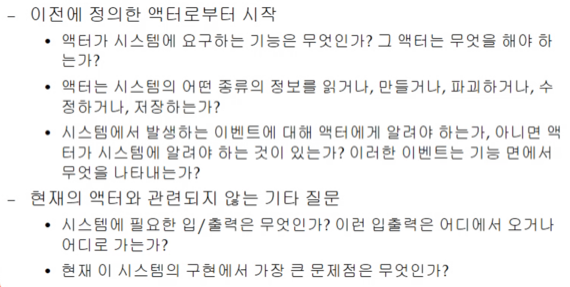 – 이전에 정의한 액터로부터 시작
• 액터가 시스템에 요구하는 기능은 무엇인가? 그 액터는 무엇을 해야 하
는가?
• 액터는 시스템의 어떤 종류의 정보를 읽거나, 만들거나, 파괴하거나, 수
정하거나, 저장하는가?
• 시스템에서 발생하는 이벤트에 대해 액터에게 알려야 하는가, 아니면 액
터가 시스템에 알려야 하는 것이 있는가? 이러한 이벤트는 기능 면에서
무엇을 나타내는가?
– 현재의 액터와 관련되지 않는 기타 질문
• 시스템에 필요한 입/출력은 무엇인가? 이런 입출력은 어디에서 오거나
어디로 가는가?
• 현재 이 시스템의 구현에서 가장 큰 문제점은 무엇인가?